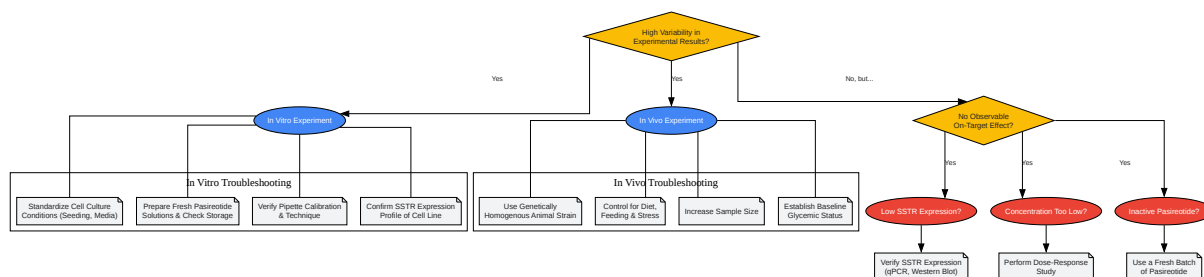 High Variability in
Experimental Results?
Yes
Yes
No, but...
In Vitro Experiment
In Vivo Experiment
No Observable
On-Target Effect?
Yes
Yes
Yes
In Vitro Troubleshooting
In Vivo Troubleshooting
Standardize Cell Culture
Conditions (Seeding, Media)
Prepare Fresh Pasireotide
Solutions & Check Storage
Verify Pipette Calibration
& Technique
Confirm SSTR Expression
Profile of Cell Line
Use Genetically
Homogenous Animal Strain
Control for Diet,
Feeding & Stress
Increase Sample Size
Establish Baseline
Glycemic Status
Low SSTR Expression?
Concentration Too Low?
Inactive Pasireotide?
Verify SSTR Expression
(qPCR, Western Blot)
Perform Dose-Response
Study
Use a Fresh Batch
of Pasireotide